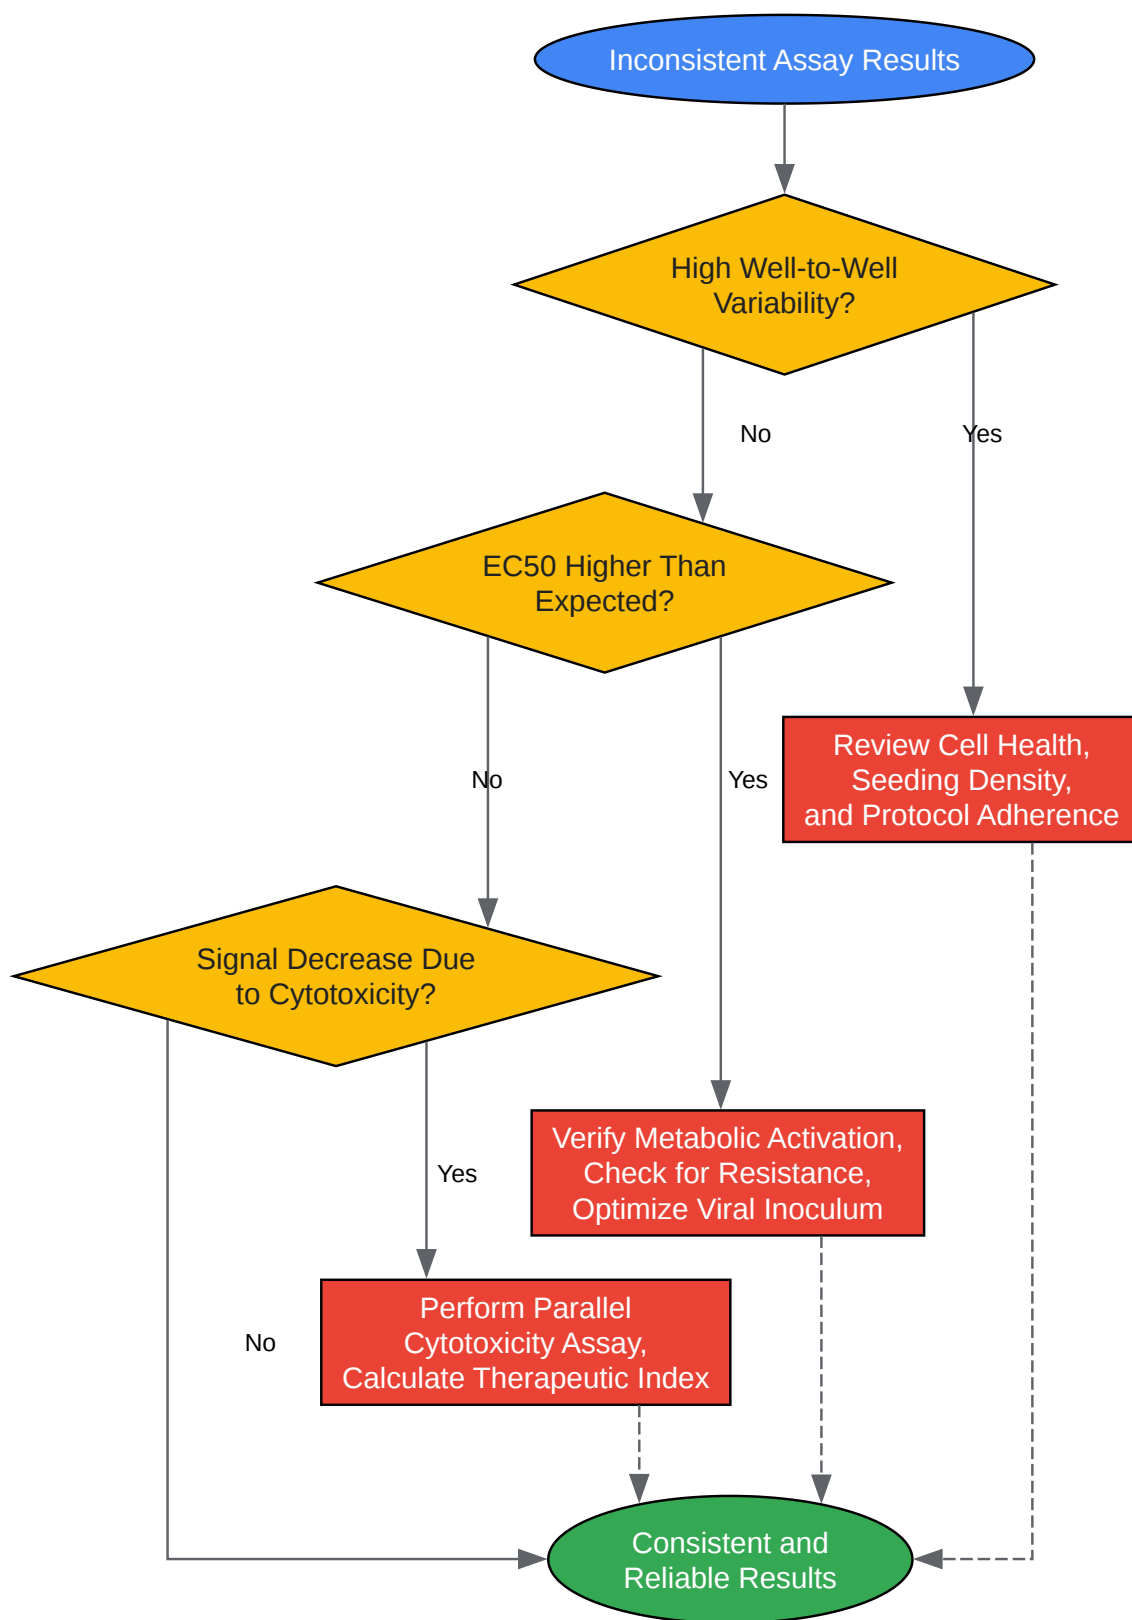 Inconsistent Assay Results
High Well-to-Well
Variability?
No
Yes
EC50 Higher Than
Expected?
No
Yes
Review Cell Health,
Seeding Density,
and Protocol Adherence
Signal Decrease Due
to Cytotoxicity?
Verify Metabolic Activation,
Check for Resistance,
Optimize Viral Inoculum
Yes
No
Perform Parallel
Cytotoxicity Assay,
Calculate Therapeutic Index
Consistent and
Reliable Results